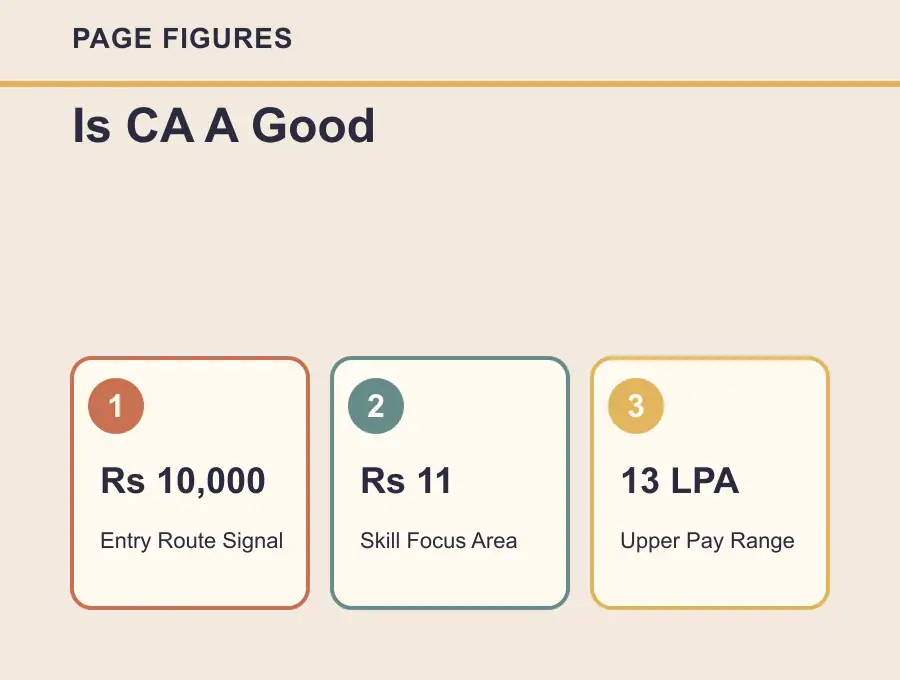 PAGE FIGURES
Is CA A Good
1
Rs 10,000
Entry Route Signal
2
Rs 11
Skill Focus Area
3
13 LPA
Upper Pay Range